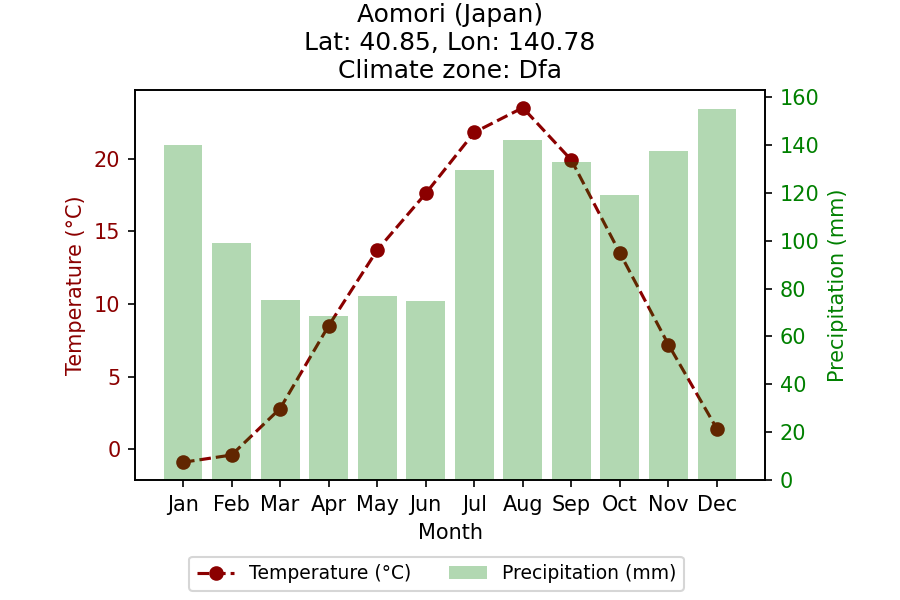 Aomori (Japan)
Lat: 40.85, Lon: 140.78
Climate zone: Dfa
Temperature (°C)
20
15
10
5
0
160
140
120
100
80
60
40
20
0
Precipitation (mm)
Jan Feb Mar Apr May Jun Jul Aug Sep Oct Nov Dec
Month
Temperature (°C) Precipitation (mm)